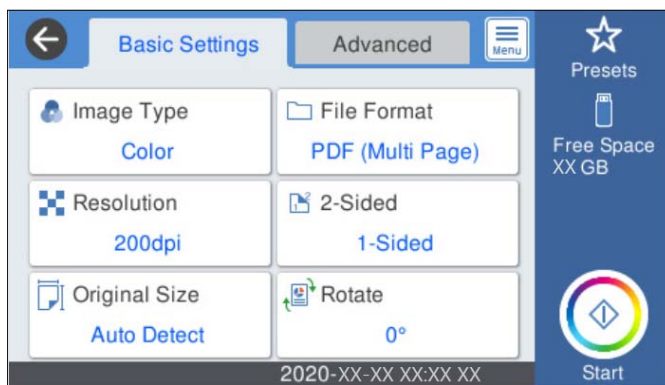 Basic Settings
Advanced
Menu
Presets
Image Type
Color
File Format
PDF (Multi Page)
Free Space
XX GB
Resolution
200dpi
2-Sided
1-Sided
Original Size
Auto Detect
Rotate
0°
Start
2020-XX-XX XX:XX XX